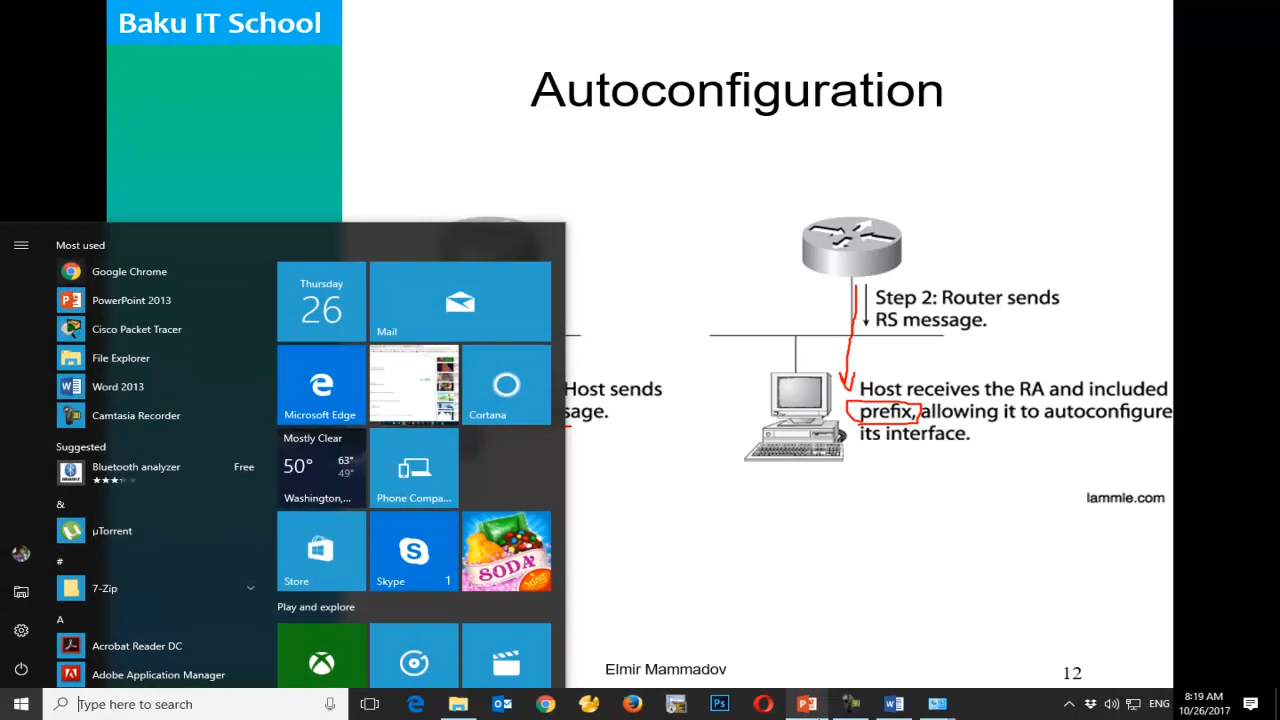 Baku IT School
Autoconfiguration
Step 2: Router sends
RS message.
Host sends
sage.
Host receives the RA and included
prefix, allowing it to autoconfigure
its interface.
lammle.com
Elmir Mammadov
12
Most used
Google Chrome
PowerPoint 2013
Cisco Packet Tracer
File Explorer
Word 2013
Camtasia Recorder
Suggested
Bluetooth analyzer
Free
&
µTorrent
#
7-Zip
A
Acrobat Reader DC
Adobe Application Manager
Thursday
26
Mail
Microsoft Edge
Cortana
Mostly Clear
50° 63°
49°
Washington,...
Phone Compa...
Store
Skype 1
SODA
Play and explore
Type here to search
ENG
8:19 AM
10/26/2017